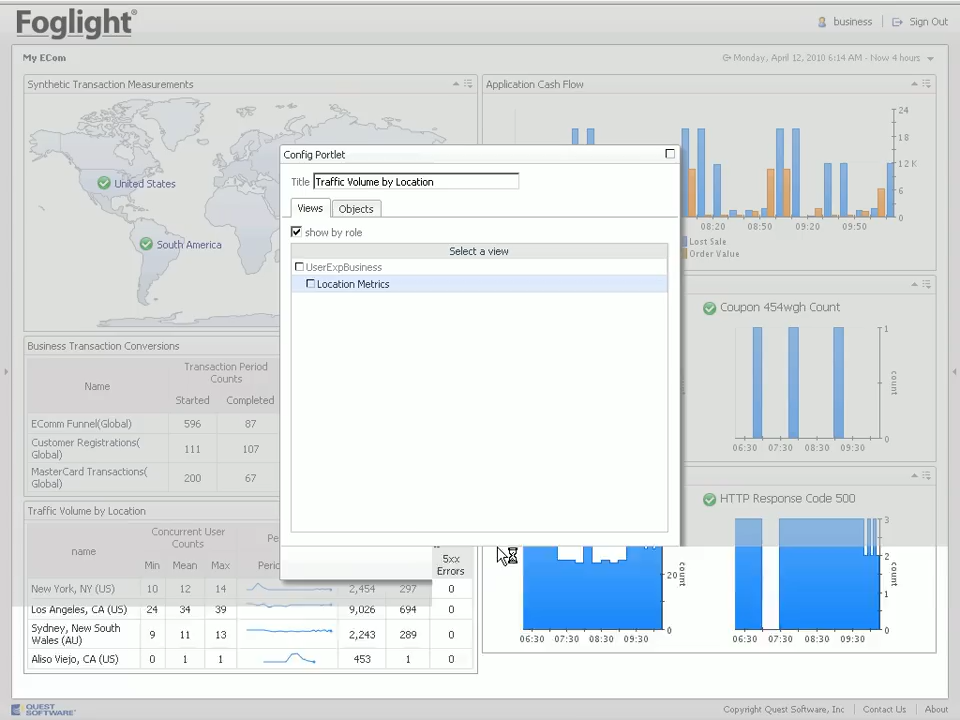 Foglight®
business
Sign Out
My ECom
Monday, April 12, 2010 6:14 AM - Now 4 hours
Synthetic Transaction Measurements
United States
South America
Application Cash Flow
24
18
12 K
6
0
08:20 08:50 09:20 09:50
Lost Sale
Order Value
Config Portlet
Title Traffic Volume by Location
Views Objects
show by role
Select a view
UserExpBusiness
Location Metrics
Coupon 454wgh Count
1
0
count
06:30 07:30 08:30 09:30
Business Transaction Conversions
Name
Transaction Period
Counts
Started Completed
EComm Funnel(Global) 596 87
Customer Registrations(
Global) 111 107
MasterCard Transactions(
Global) 200 67
HTTP Response Code 500
3
2
1
0
count
06:30 07:30 08:30 09:30
20
0
count
06:30 07:30 08:30 09:30
Traffic Volume by Location
name
Concurrent User
Counts
Min Mean Max
5xx
Errors
New York, NY (US) 10 12 14 2,454 297 0
Los Angeles, CA (US) 24 34 39 9,026 694 0
Sydney, New South
Wales (AU) 9 11 13 2,243 289 0
Aliso Viejo, CA (US) 0 1 1 453 1 0
QUEST
SOFTWARE
Copyright Quest Software, Inc
Contact Us
About